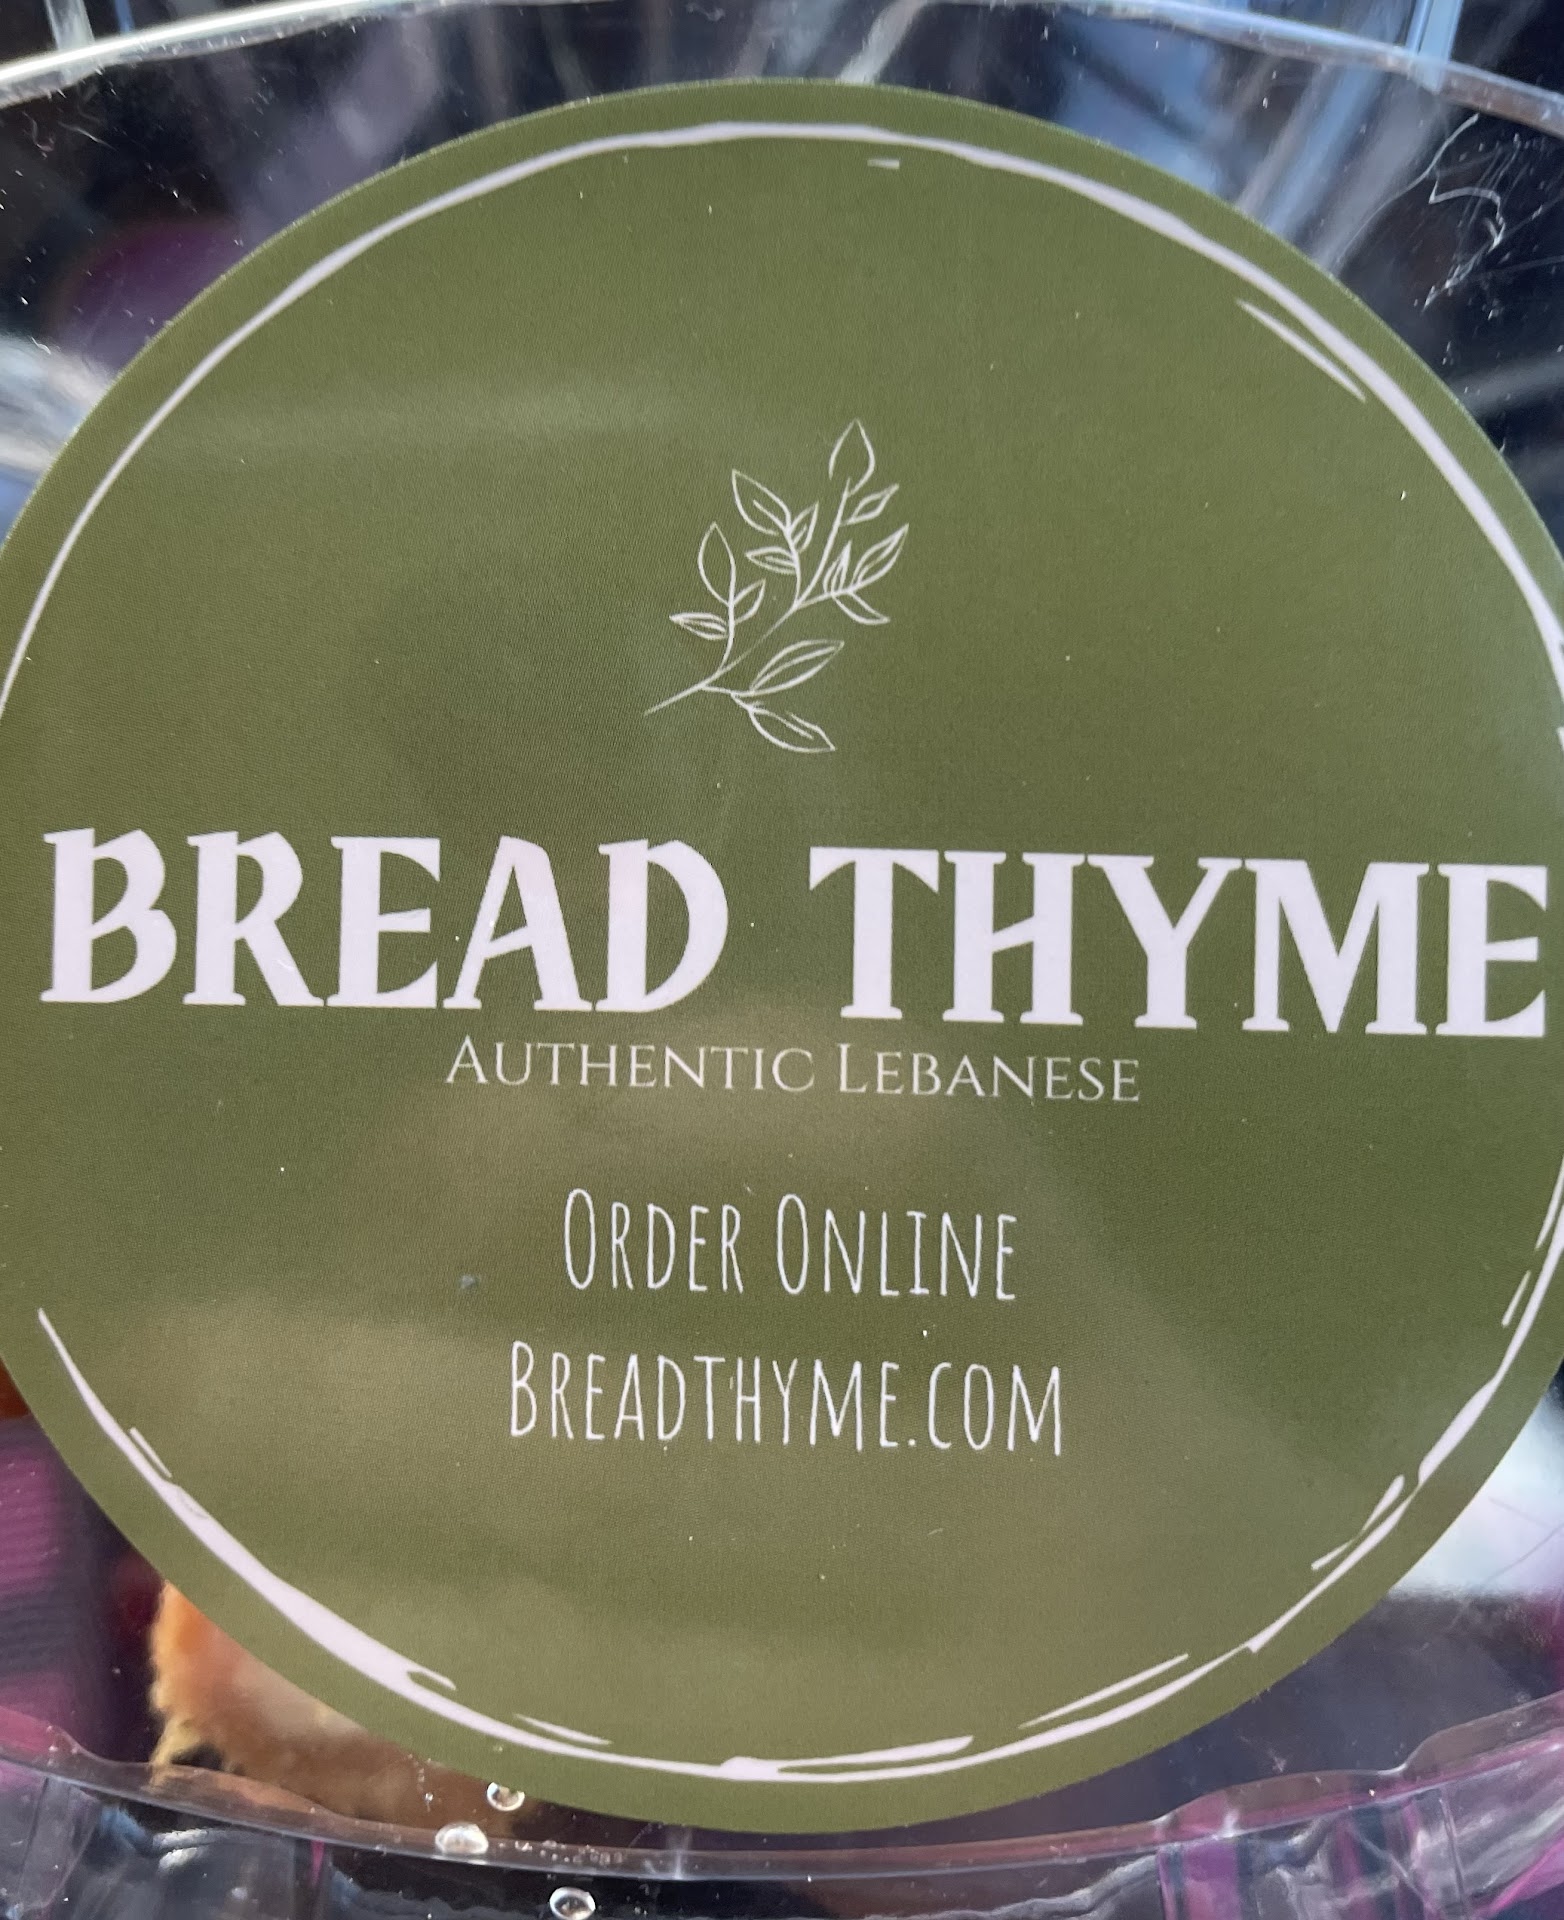 BREAD THYME
AUTHENTIC LEBANESE
ORDER ONLINE
BREADTHYME.COM